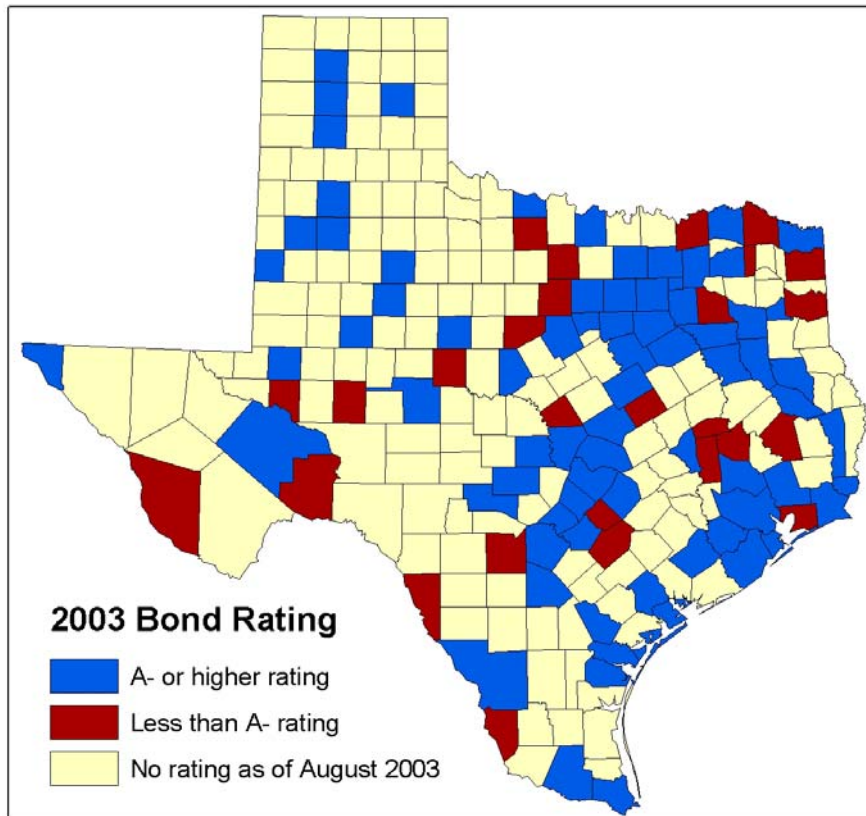 2003 Bond Rating
A- or higher rating
Less than A- rating
No rating as of August 2003